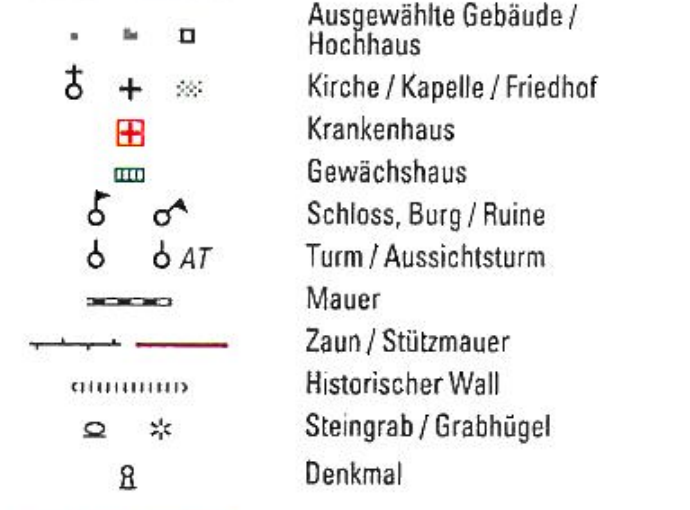 Ausgewählte Gebäude /
Hochhaus
Kirche / Kapelle / Friedhof
Krankenhaus
Gewächshaus
Schloss, Burg / Ruine
AT Turm / Aussichtsturm
Mauer
Zaun / Stützmauer
Historischer Wall
Steingrab / Grabhügel
Denkmal